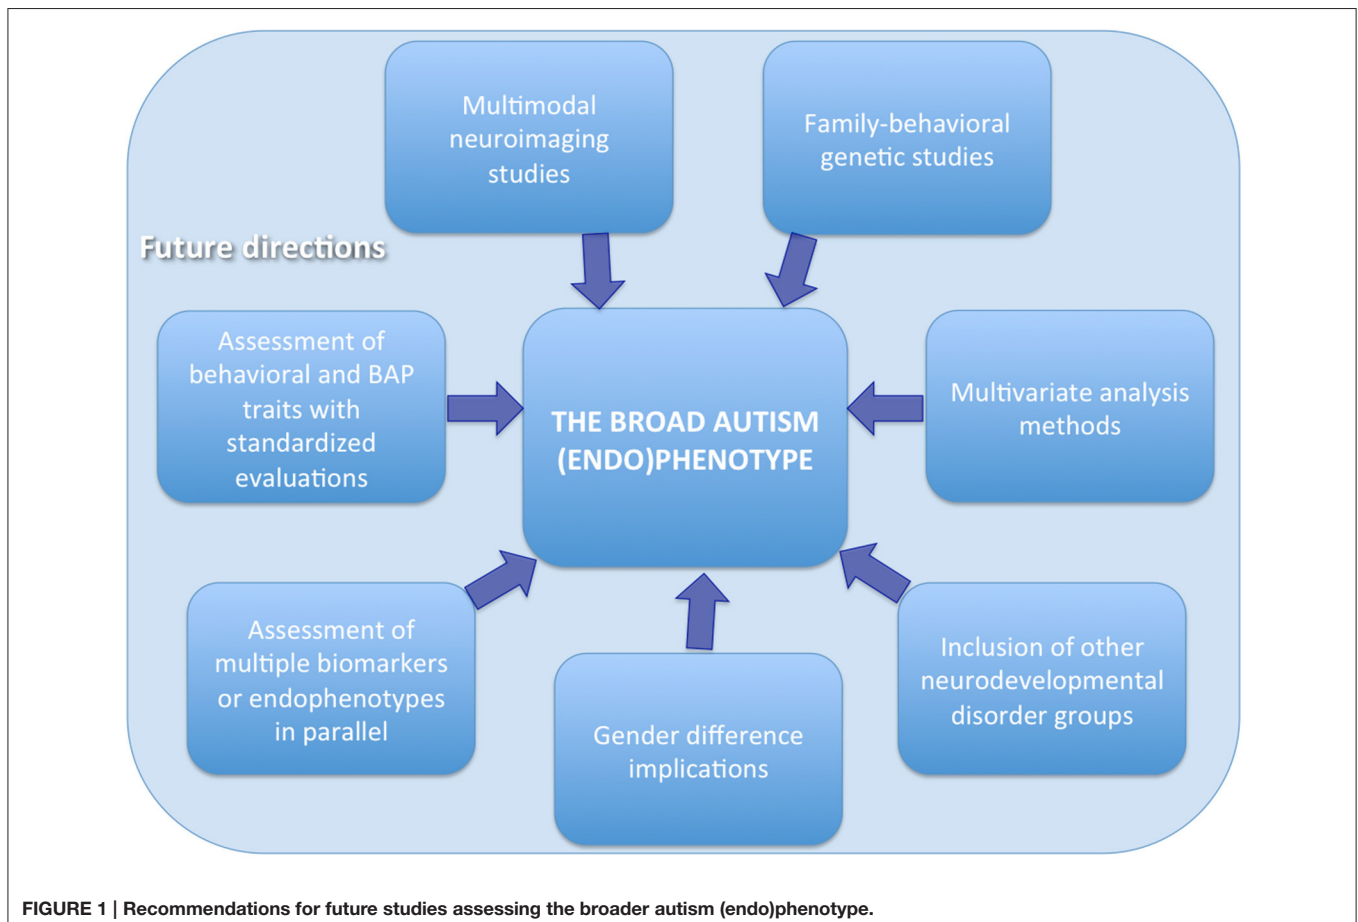 Multimodal
neuroimaging
studies
Family-behavioral
genetic studies
Future directions
Assessment of
behavioral and BAP
traits with
standardized
evaluations
THE BROAD AUTISM
(ENDO)PHENOTYPE
Multivariate analysis
methods
Assessment of
multiple biomarkers
or endophenotypes
in parallel
Gender difference
implications
Inclusion of other
neurodevelopmental
disorder groups
FIGURE 1 | Recommendations for future studies assessing the broader autism (endo)phenotype.